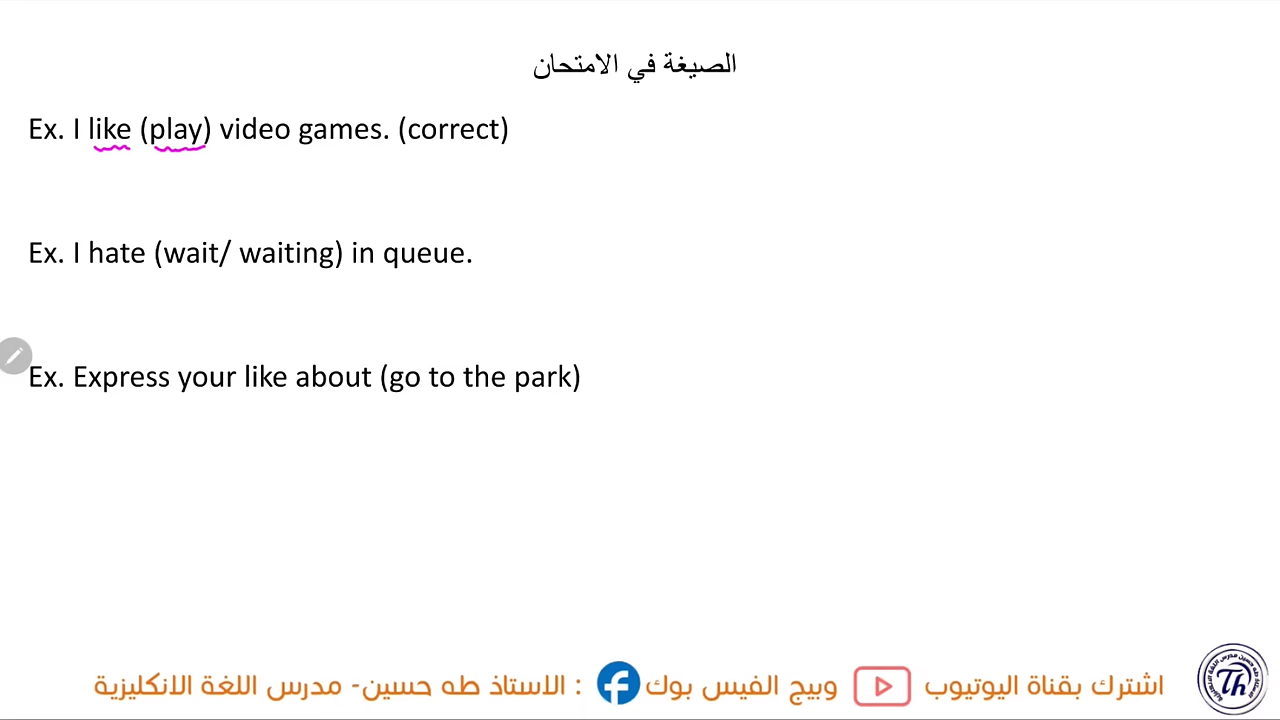 الصيغة في الامتحان
Ex. I like (play) video games. (correct)
Ex. I hate (wait/ waiting) in queue.
Ex. Express your like about (go to the park)
اشترك بقناة اليوتيوب وبيج الفيس بوك : الاستاذ طه حسين- مدرس اللغة الانكليزية
Th